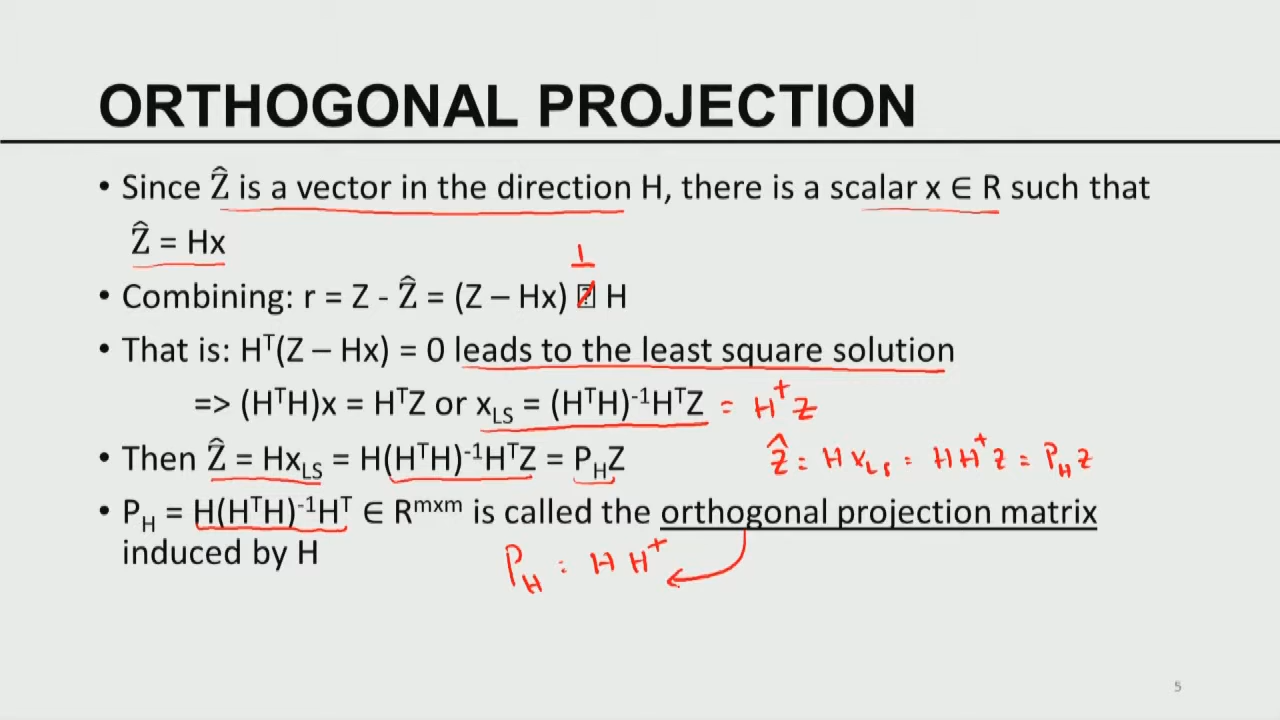 ORTHOGONAL PROJECTION
• Since Ẑ is a vector in the direction H, there is a scalar x ∈ R such that
Ẑ = Hx
⊥
• Combining: r = Z - Ẑ = (Z – Hx) H
• That is: Hᵀ(Z – Hx) = 0 leads to the least square solution
=> (HᵀH)x = HᵀZ or x_LS = (HᵀH)⁻¹HᵀZ = H⁺Z
• Then Ẑ = Hx_LS = H(HᵀH)⁻¹HᵀZ = P_HZ
Ẑ = Hx_LS = HH⁺Z = P_HZ
• P_H = H(HᵀH)⁻¹Hᵀ ∈ Rᵐˣᵐ is called the orthogonal projection matrix
induced by H
P_H = HH⁺
5